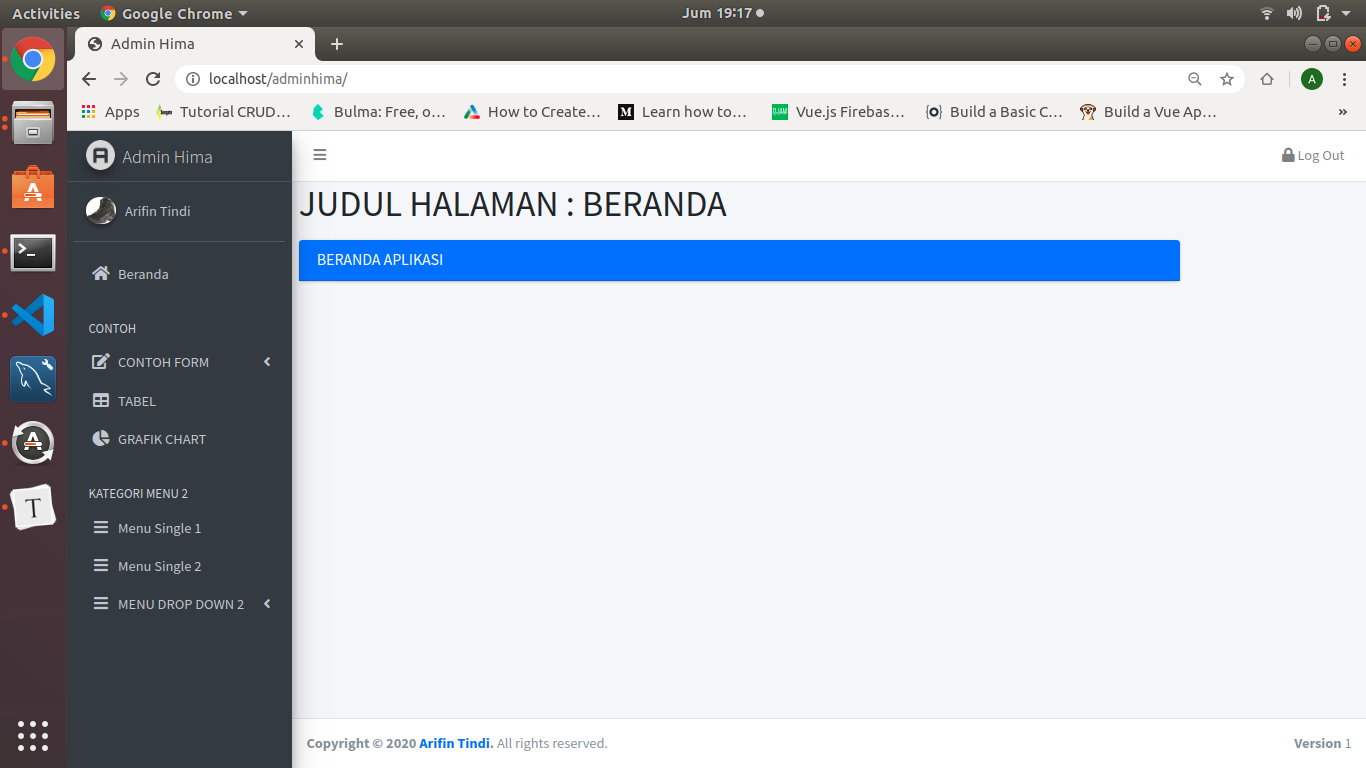 Activities Google Chrome Jum 19:17
Admin Hima
localhost/adminhima/ A
Apps Tutorial CRUD… Bulma: Free, o… How to Create… M Learn how to… Vue.js Firebas… Build a Basic C… Build a Vue Ap… »
Admin Hima
Log Out
Arifin Tindi
JUDUL HALAMAN : BERANDA
BERANDA APLIKASI
Beranda
CONTOH
CONTOH FORM
TABEL
GRAFIK CHART
KATEGORI MENU 2
Menu Single 1
Menu Single 2
MENU DROP DOWN 2
T
Copyright © 2020 Arifin Tindi. All rights reserved.
Version 1